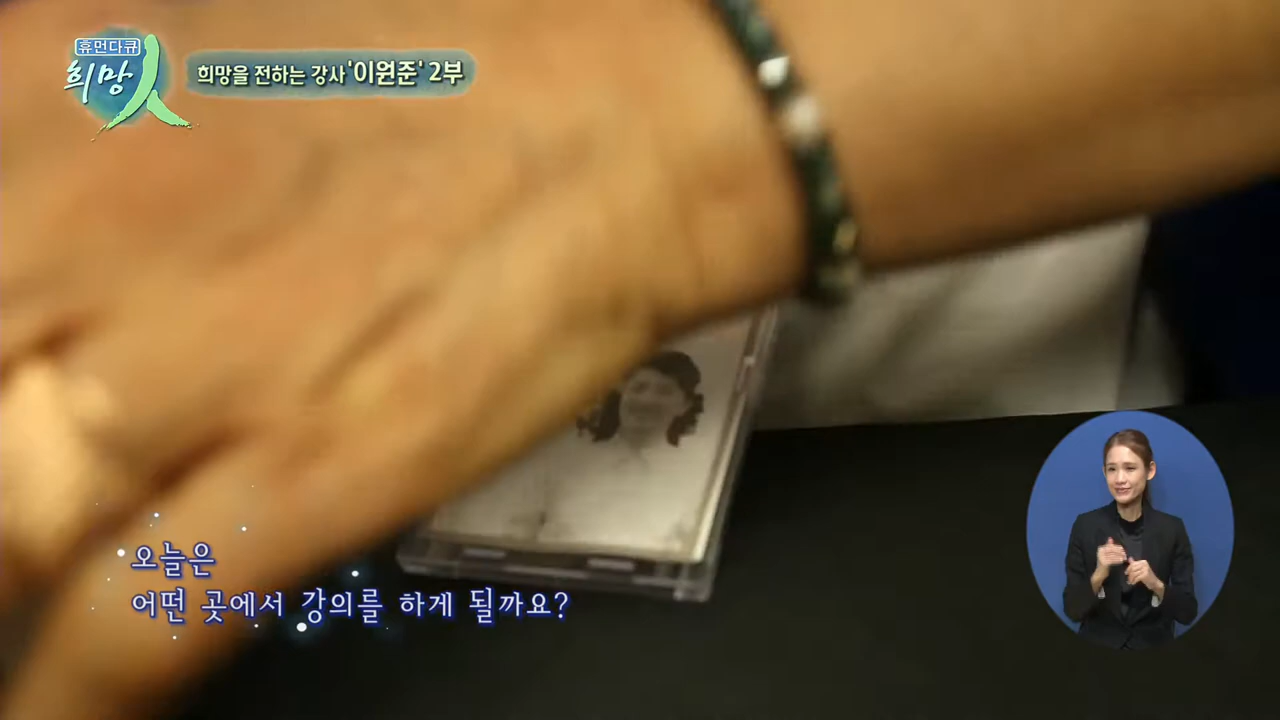 휴먼다큐
희망人
희망을 전하는 강사 '이원준' 2부
오늘은
어떤 곳에서 강의를 하게 될까요?